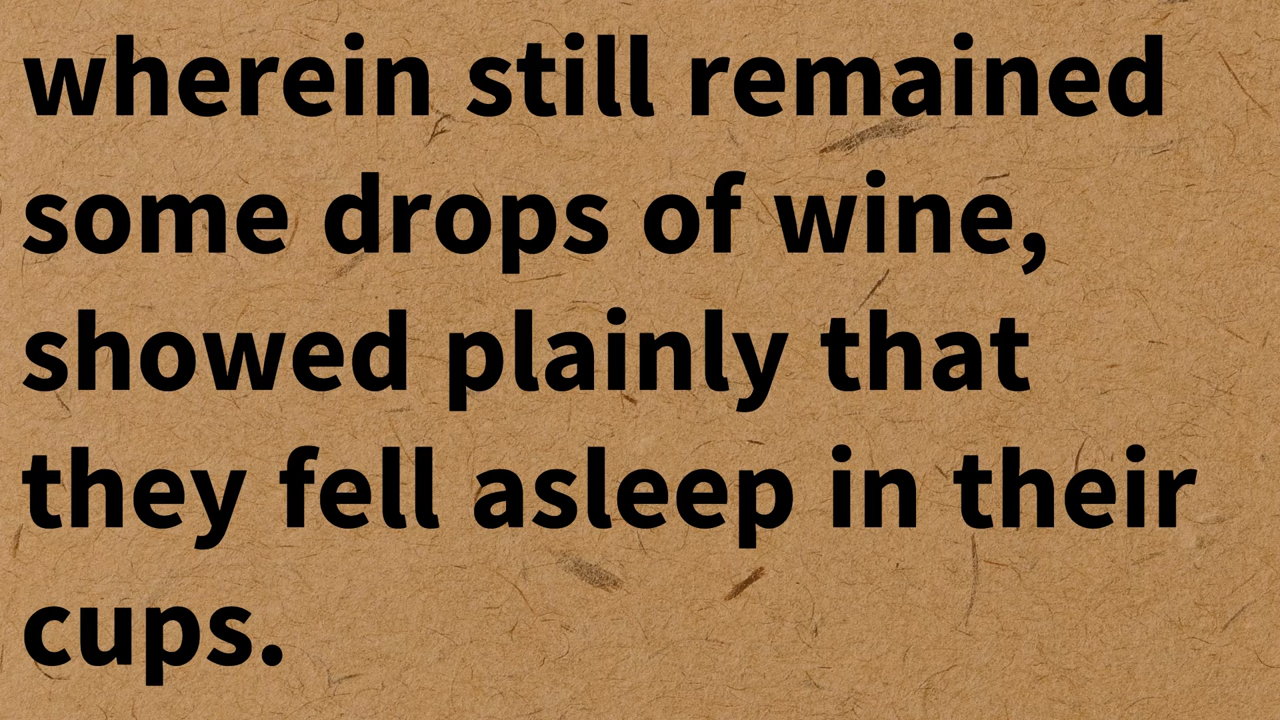 wherein still remained
some drops of wine,
showed plainly that
they fell asleep in their
cups.